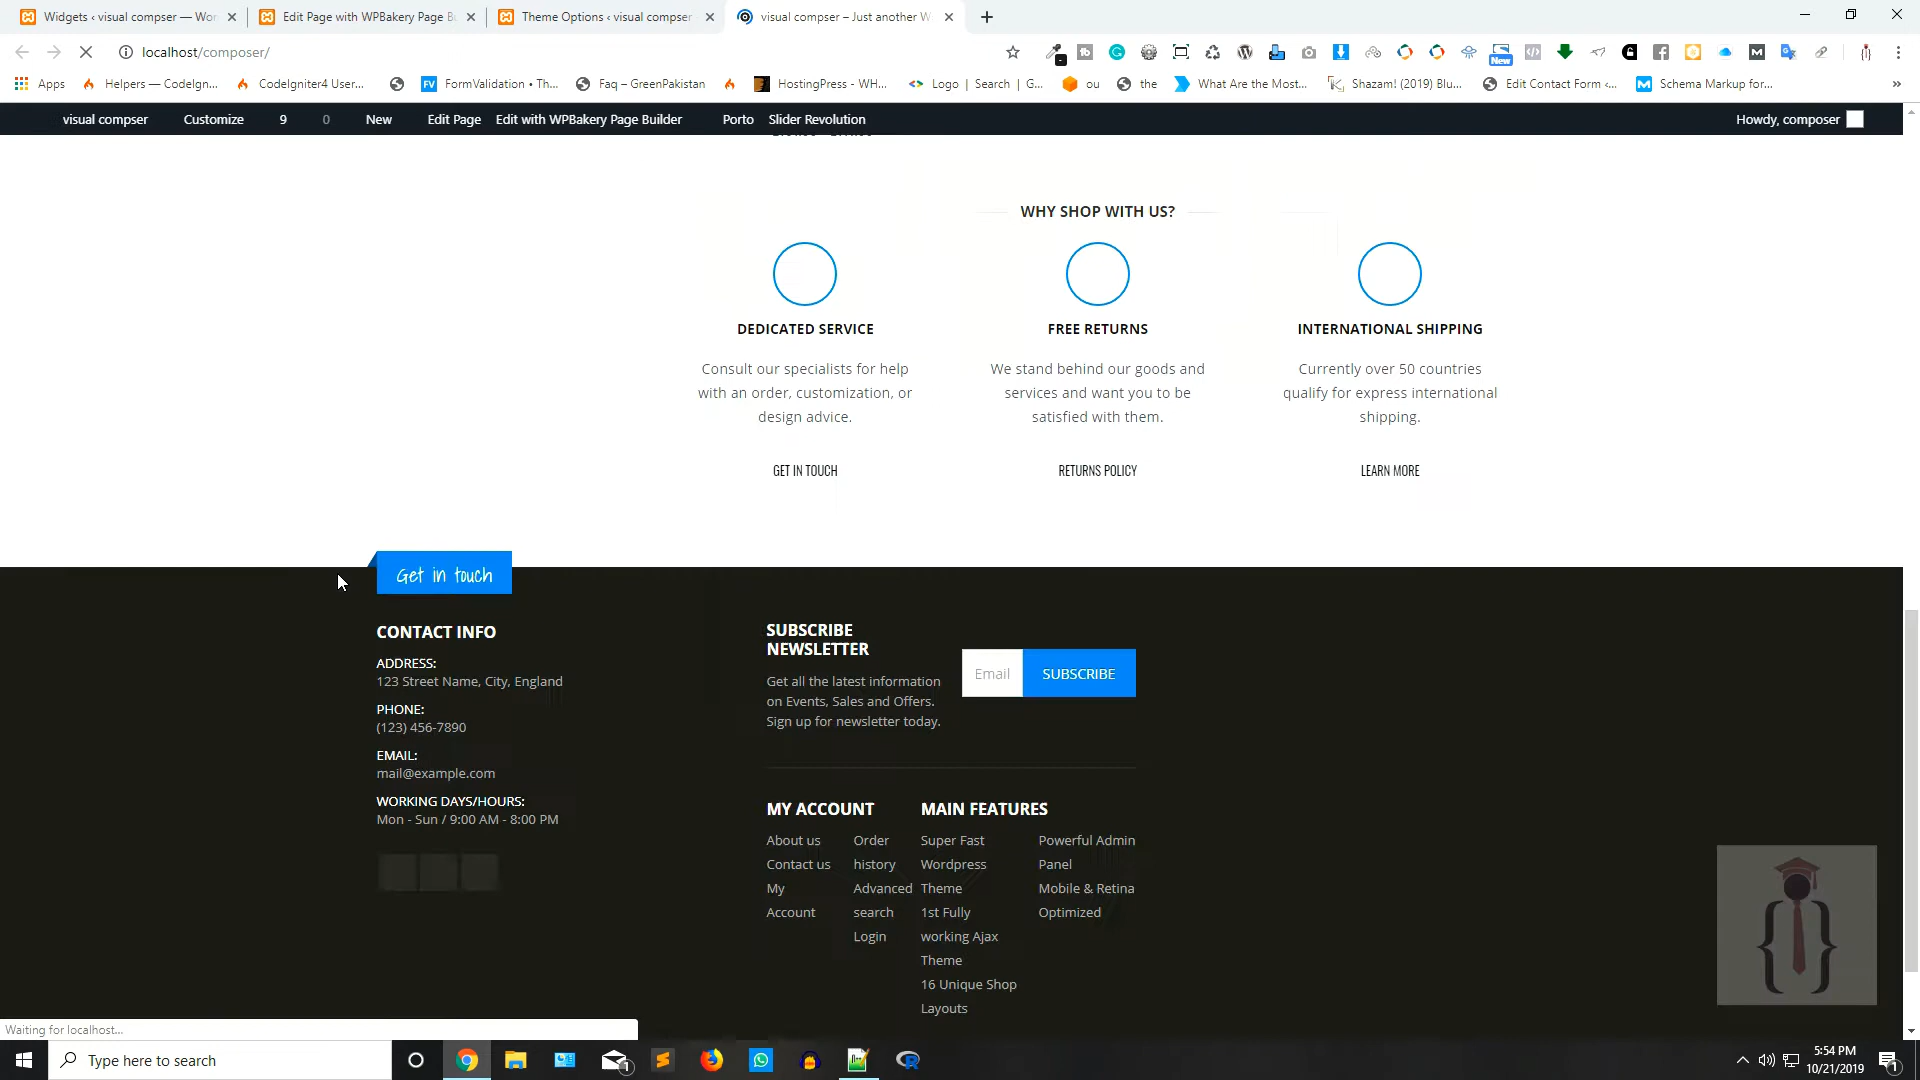 Widgets ‹ visual compser — Wor
Edit Page with WPBakery Page B
Theme Options ‹ visual compser
visual compser – Just another W
localhost/composer/
New
Apps
Helpers — CodeIgn...
CodeIgniter4 User...
FV
FormValidation • Th...
Faq – GreenPakistan
HostingPress - WH...
Logo | Search | G...
ou
the
What Are the Most...
Shazam! (2019) Blu...
Edit Contact Form ‹...
Schema Markup for...
visual compser
Customize
9
0
New
Edit Page
Edit with WPBakery Page Builder
Porto
Slider Revolution
Howdy, composer
WHY SHOP WITH US?
DEDICATED SERVICE
FREE RETURNS
INTERNATIONAL SHIPPING
Consult our specialists for help
with an order, customization, or
design advice.
We stand behind our goods and
services and want you to be
satisfied with them.
Currently over 50 countries
qualify for express international
shipping.
GET IN TOUCH
RETURNS POLICY
LEARN MORE
Get in touch
CONTACT INFO
ADDRESS:
123 Street Name, City, England
PHONE:
(123) 456-7890
EMAIL:
mail@example.com
WORKING DAYS/HOURS:
Mon - Sun / 9:00 AM - 8:00 PM
SUBSCRIBE
NEWSLETTER
Get all the latest information
on Events, Sales and Offers.
Sign up for newsletter today.
Email
SUBSCRIBE
MY ACCOUNT
About us
Contact us
My
Account
Order
history
Advanced
search
Login
MAIN FEATURES
Super Fast
Wordpress
Theme
1st Fully
working Ajax
Theme
16 Unique Shop
Layouts
Powerful Admin
Panel
Mobile & Retina
Optimized
Waiting for localhost...
Type here to search
1
5:54 PM
10/21/2019
1